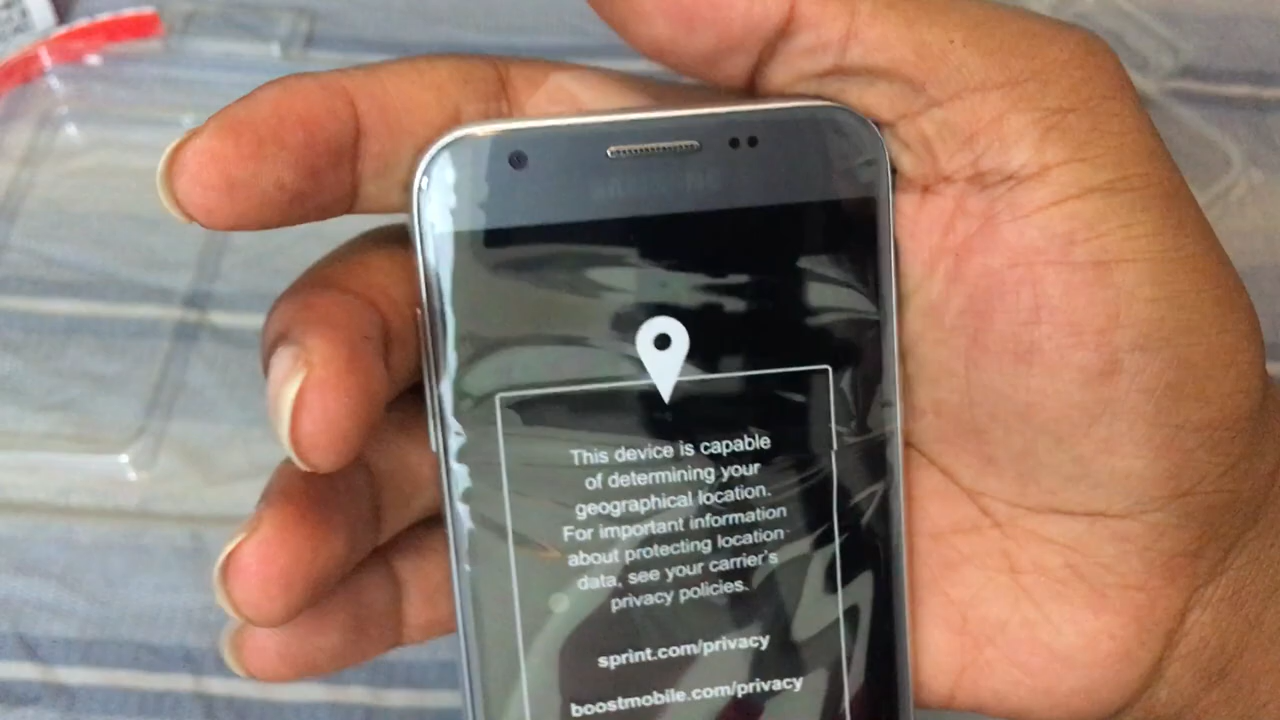 SAMSUNG
This device is capable
of determining your
geographical location.
For important information
about protecting location
data, see your carrier's
privacy policies.
sprint.com/privacy
boostmobile.com/privacy